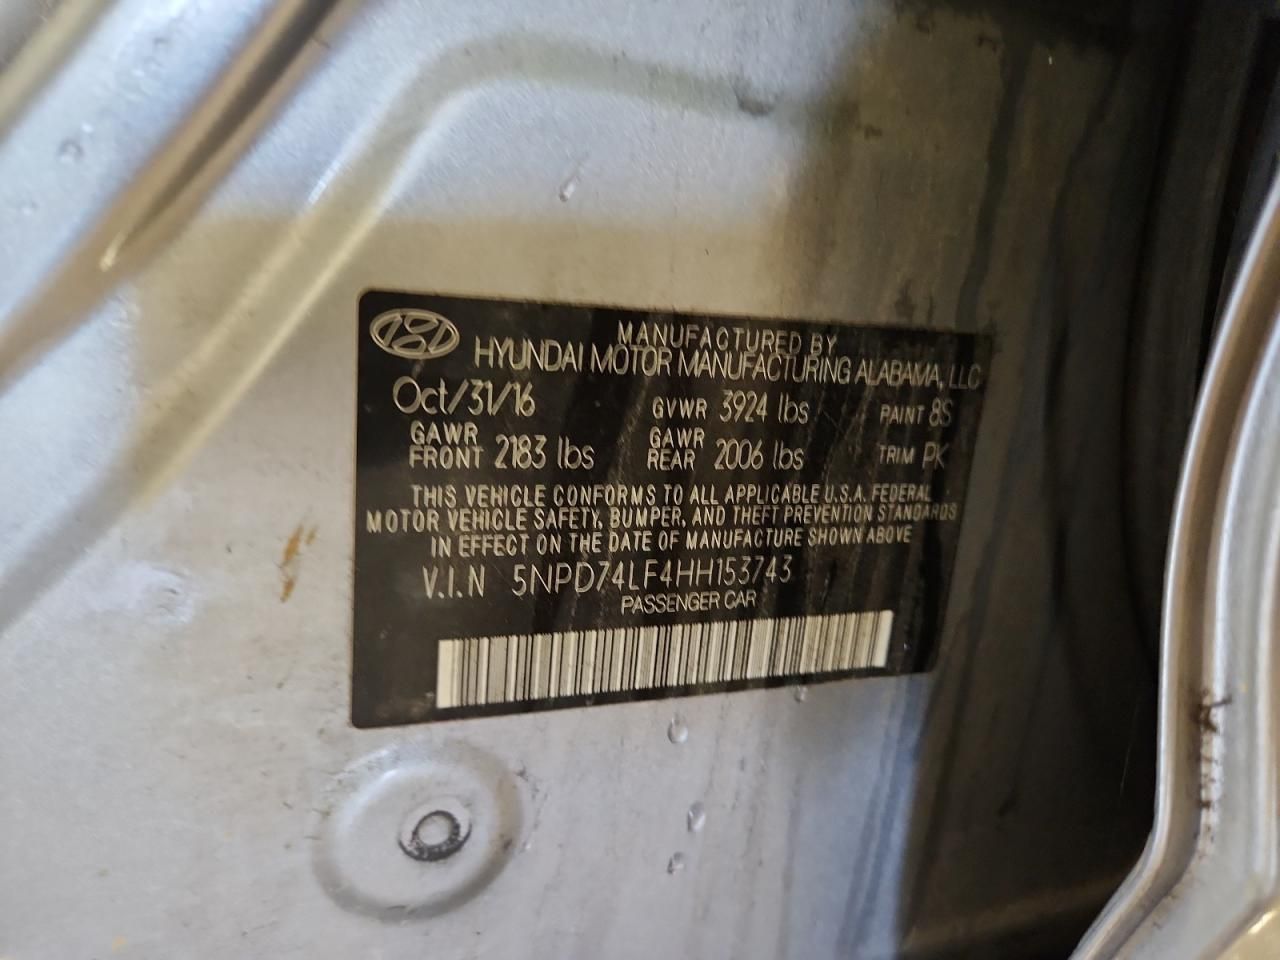 MANUFACTURED BY
HYUNDAI MOTOR MANUFACTURING ALABAMA, LLC
Oct/31/16 GVWR 3924 lbs PAINT 8S
GAWR FRONT 2183 lbs GAWR REAR 2006 lbs TRIM PK
THIS VEHICLE CONFORMS TO ALL APPLICABLE U.S.A. FEDERAL
MOTOR VEHICLE SAFETY, BUMPER, AND THEFT PREVENTION STANDARDS
IN EFFECT ON THE DATE OF MANUFACTURE SHOWN ABOVE
V.I.N 5NPD74LF4HH153743
PASSENGER CAR